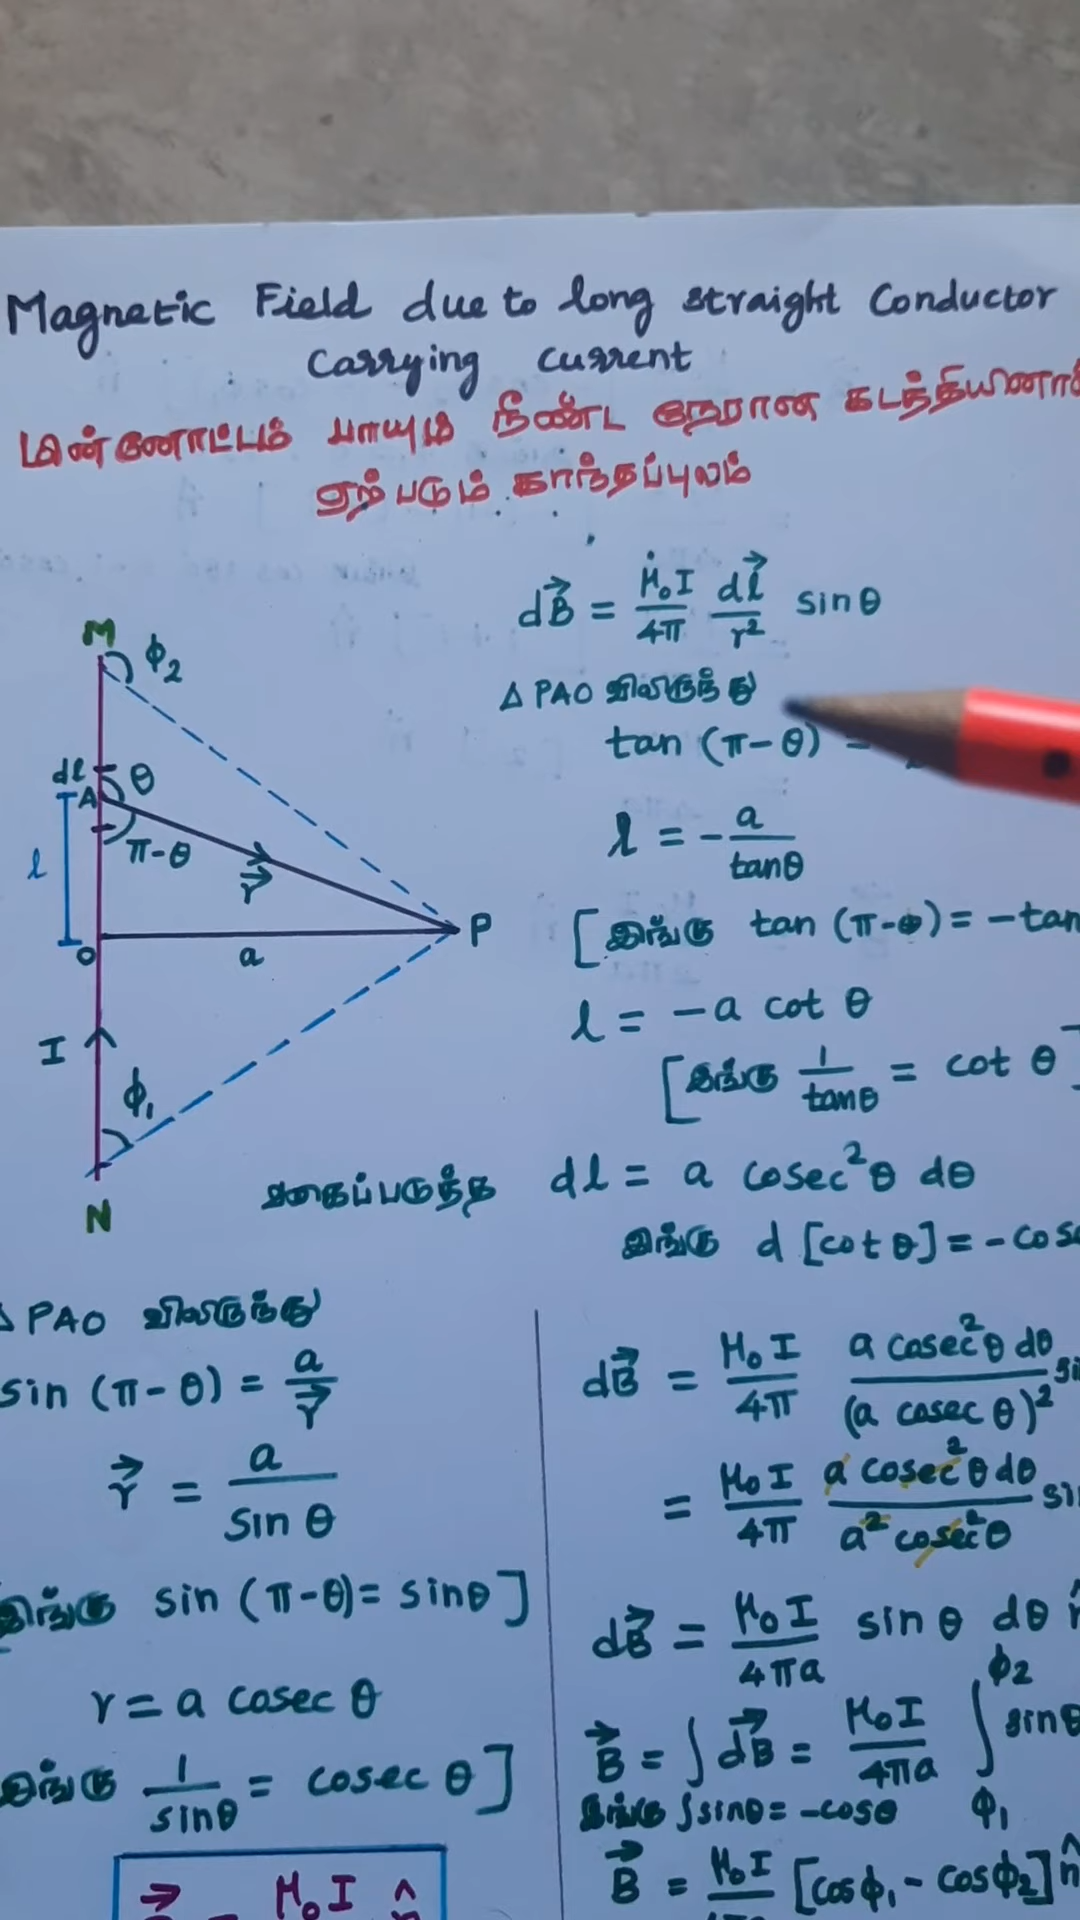 Magnetic Field due to long straight Conductor
Carrying current
மின்னோட்டம் பாயும் நீண்ட நேரான
ஏற்படும் காந்தப்புலம்
dB⃗ = μ₀I/4π dl⃗/r² sinθ
Δ PAO விலிருந்து
tan (π-θ) =
l = - a/tanθ
[இங்கு tan (π-θ) = -tan
l = -a cot θ
[இங்கு 1/tanθ = cot θ]
வகைப்படுத்த dl = a cosec²θ dθ
இங்கு d [cot θ] = -
M
ϕ₂
dl
θ
A
π-θ
l
r⃗
P
O
a
I
ϕ₁
N
Δ PAO விலிருந்து
sin (π-θ) = a/r⃗
r⃗ = a/sin θ
இங்கு sin (π-θ) = sinθ]
r = a cosec θ
இங்கு 1/sinθ = cosec θ]
μ₀I n̂
dB⃗ = μ₀I/4π a cosec²θ dθ/(a cosec θ)²
= μ₀I/4π a cosec²θ dθ/a² cosec²θ
dB⃗ = μ₀I/4πa sin θ dθ n̂
B⃗ = ∫dB⃗ = μ₀I/4πa ∫ϕ₁ϕ₂ sinθ
இங்கு ∫sinθ = -cosθ
B⃗ = μ₀I/4πa [cosϕ₁ - cosϕ₂] n̂